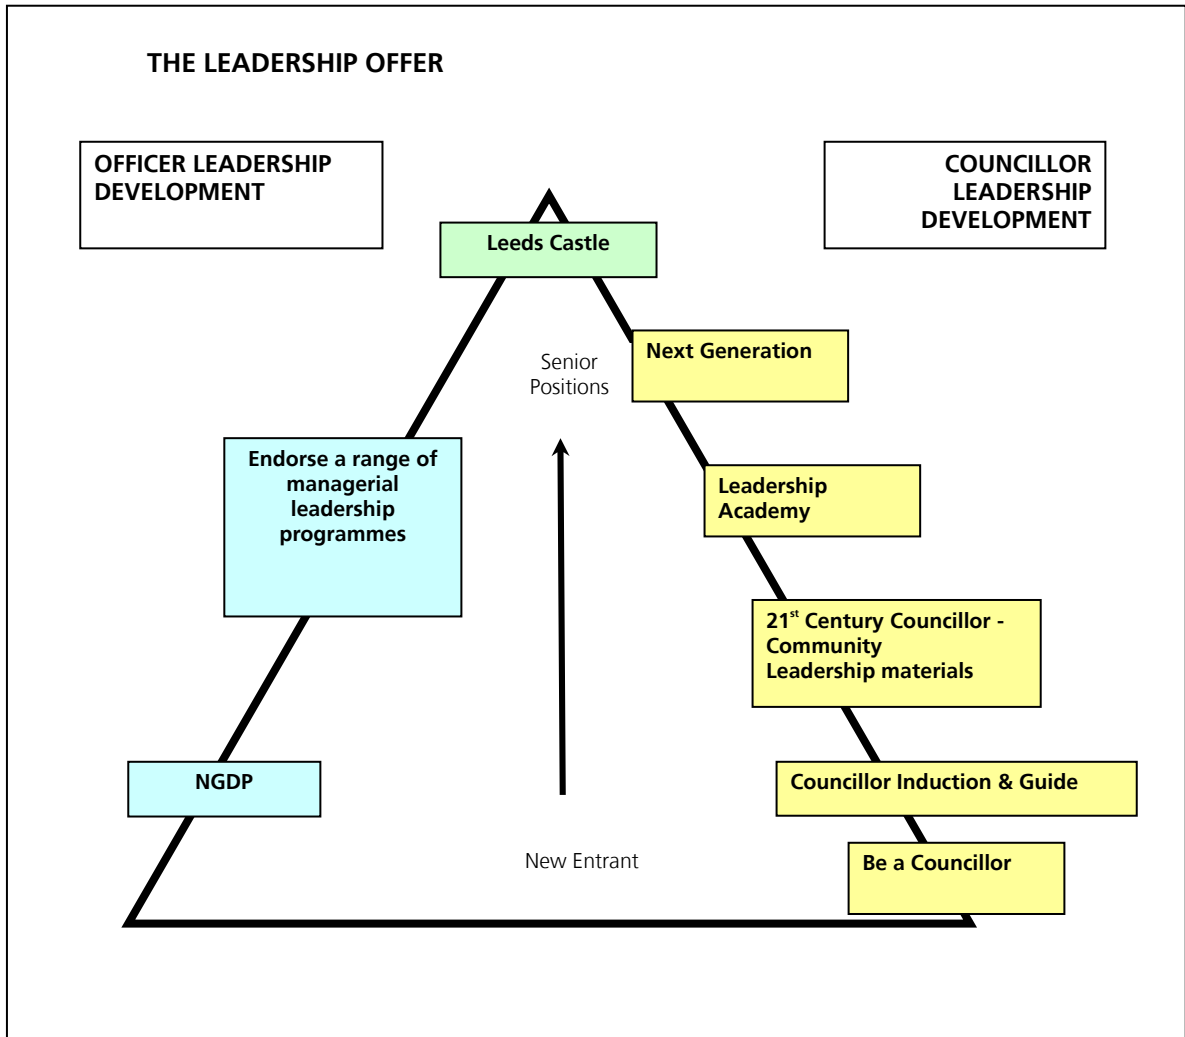 THE LEADERSHIP OFFER
OFFICER LEADERSHIP
DEVELOPMENT
COUNCILLOR
LEADERSHIP
DEVELOPMENT
Leeds Castle
Senior
Positions
Next Generation
Endorse a range of
managerial
leadership
programmes
Leadership
Academy
21st Century Councillor -
Community
Leadership materials
NGDP
Councillor Induction & Guide
New Entrant
Be a Councillor